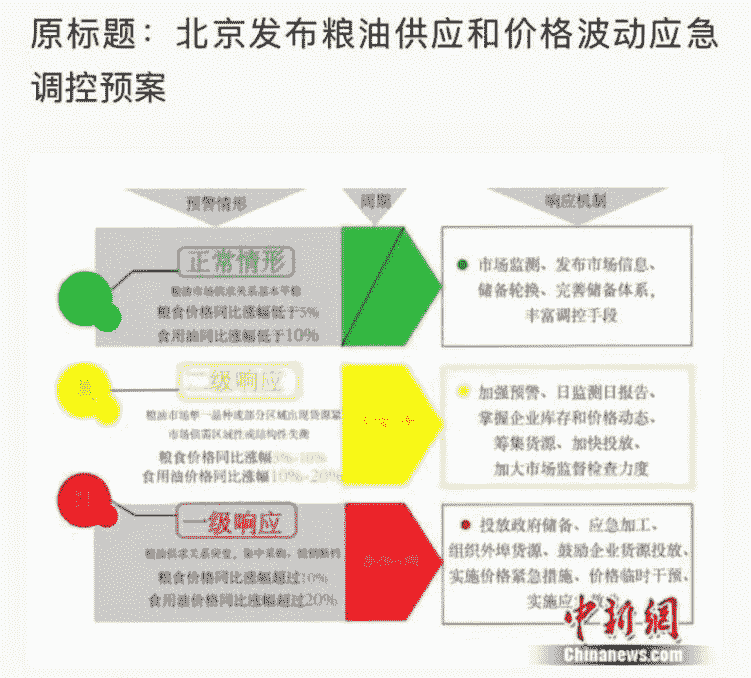 原标题：北京发布粮油供应和价格波动应急
调控预案
预警情形
周期
响应机制
正常情形
粮油市场供求关系基本平稳
粮食价格同比涨幅低于5%
食用油同比涨幅低于10%
市场监测、发布市场信息、
储备轮换、完善储备体系，
丰富调控手段
二级响应
粮油市场单一品种或部分区域出现货源紧
市场供需区域性或结构性失衡
粮食价格同比涨幅5%-10%
食用油价格同比涨幅10%-20%
加强预警、日监测日报告、
掌握企业库存和价格动态、
筹集货源、加快投放、
加大市场监督检查力度
一级响应
粮油供求关系突变，集中采购、
粮食价格同比涨幅超过10%
食用油价格同比涨幅超过20%
投放政府储备、应急加工、
组织外埠货源、鼓励企业货源投放、
实施价格紧急措施、价格临时干预、
实施应
中新網
Chinanews.com